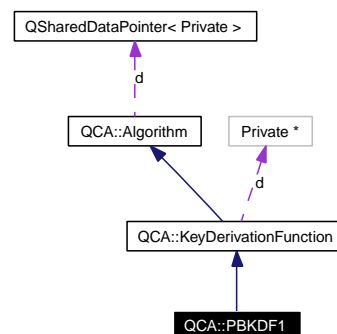 QSharedDataPointer< Private >
d
QCA::Algorithm
Private *
d
QCA::KeyDerivationFunction
QCA::PBKDF1